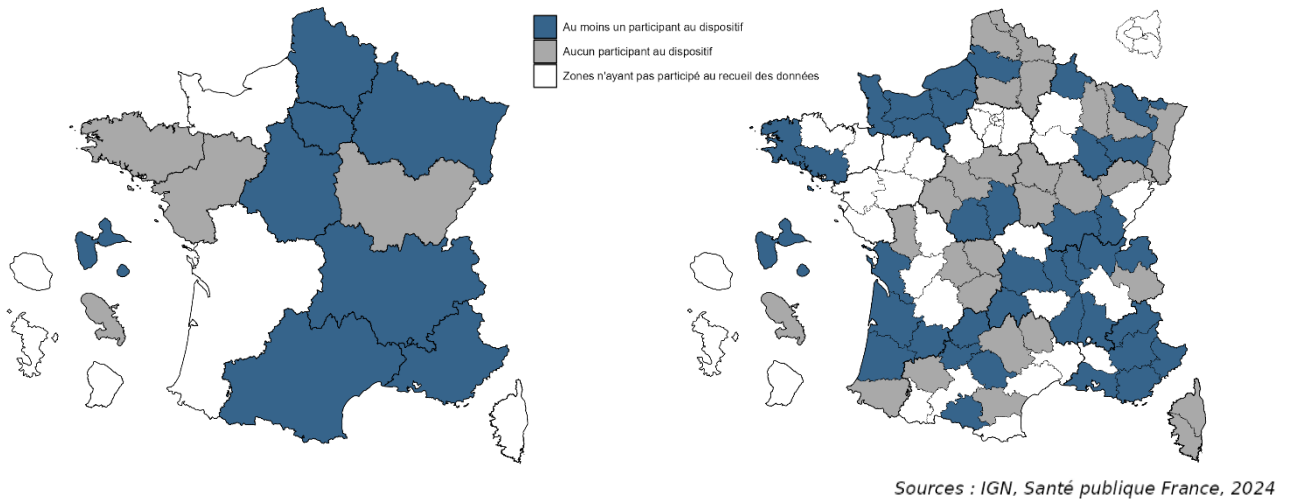 Au moins un participant au dispositif
Aucun participant au dispositif
Zones n'ayant pas participé au recueil des données
Sources : IGN, Santé publique France, 2024